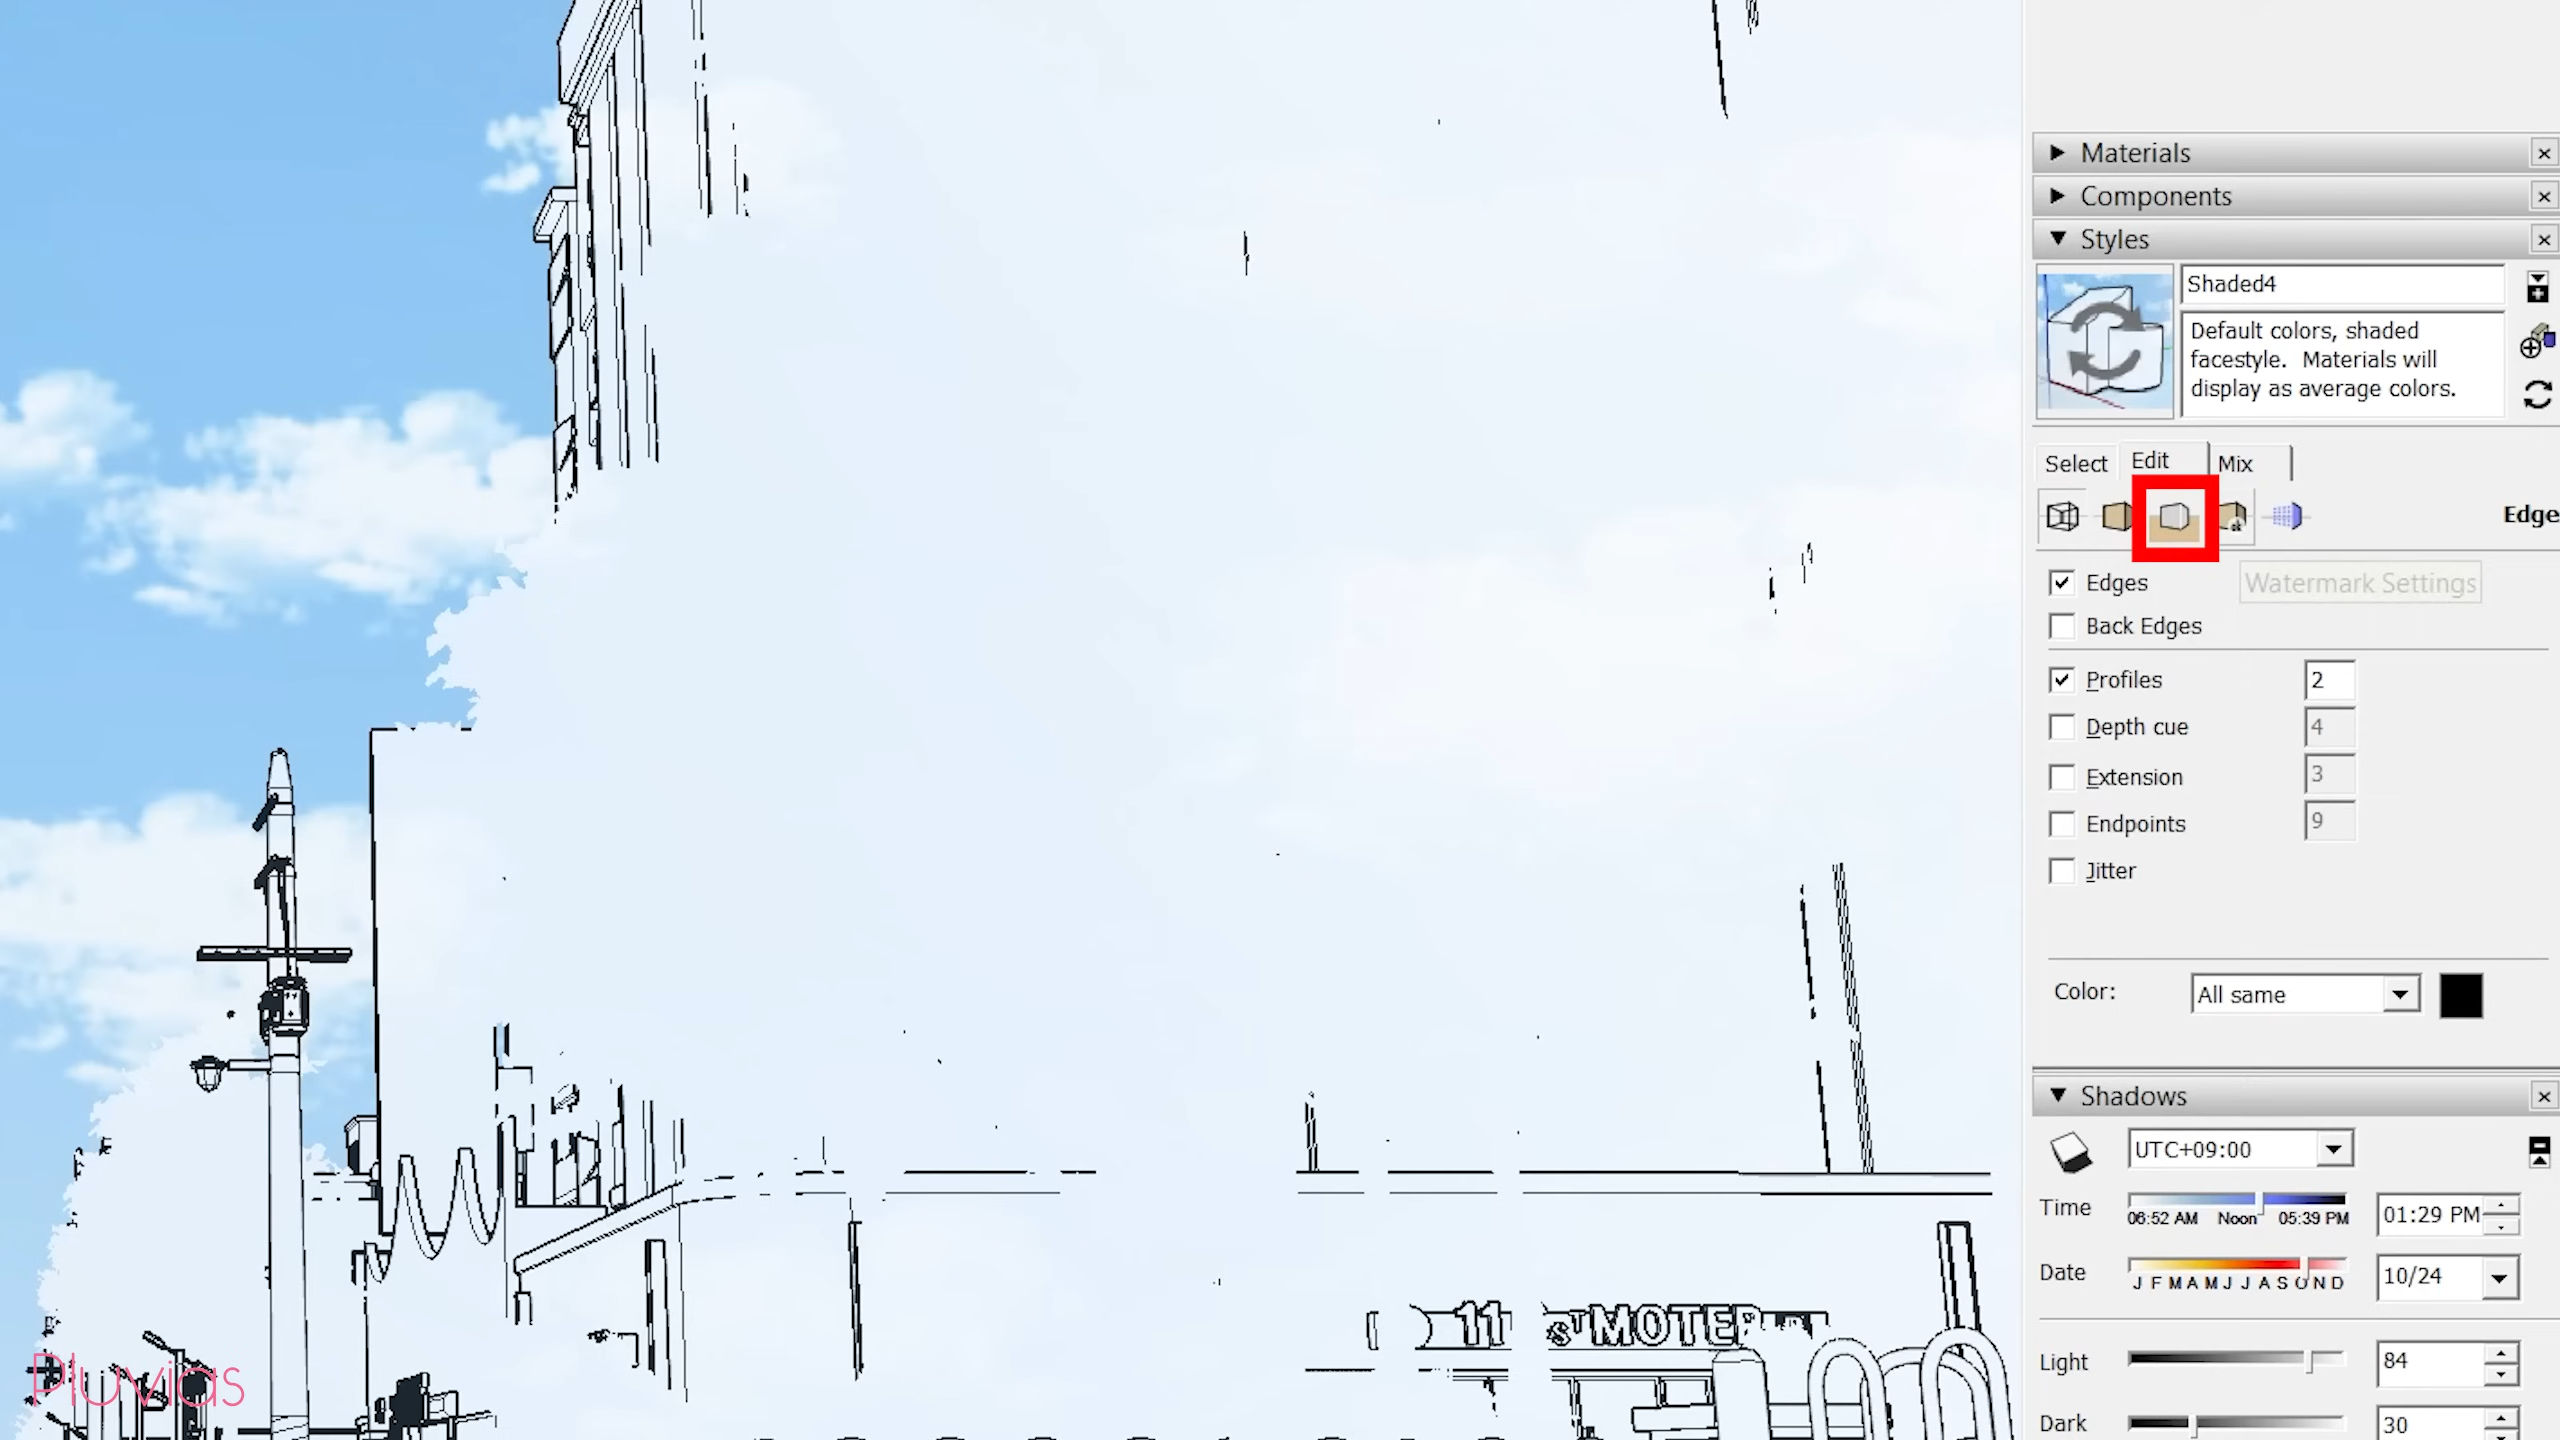 Materials
Components
Styles
Shaded4
Default colors, shaded
facestyle.  Materials will
display as average colors.
Select
Edit
Mix
Edge
Edges
Watermark Settings
Back Edges
Profiles
2
Depth cue
4
Extension
3
Endpoints
9
Jitter
Color:
All same
Shadows
UTC+09:00
Time
06:52 AM Noon 05:39 PM
01:29 PM
Date
J F M A M J J A S O N D
10/24
Light
84
Dark
30
11
ST MOTEP
Pluvias